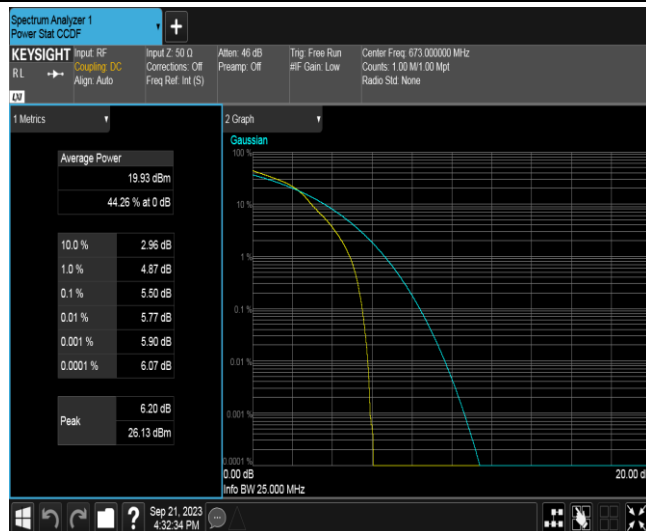 Spectrum Analyzer 1
Power Stat CCDF
+
KEYSIGHT
RL
Input: RF
Coupling: DC
Align: Auto
Input Z: 50 Ω
Corrections: Off
Freq Ref: Int (S)
Atten: 46 dB
Preamp: Off
Trig: Free Run
#IF Gain: Low
Center Freq: 673.000000 MHz
Counts: 1.00 M/1.00 Mpt
Radio Std: None
1 Metrics
Average Power
19.93 dBm
44.26 % at 0 dB
10.0 % 2.96 dB
1.0 % 4.87 dB
0.1 % 5.50 dB
0.01 % 5.77 dB
0.001 % 5.90 dB
0.0001 % 6.07 dB
Peak
6.20 dB
26.13 dBm
2 Graph
Gaussian
100 %
10 %
1 %
0.1 %
0.01 %
0.001 %
0.0001 %
0.00 dB
20.00 d
Info BW 25.000 MHz
?
Sep 21, 2023
4:32:34 PM